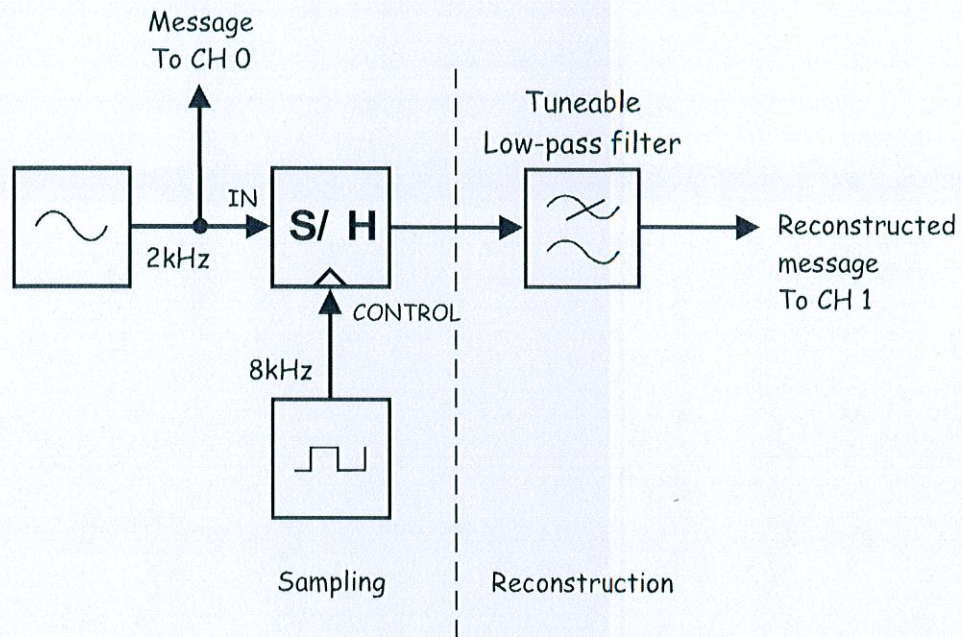 Message
To CH 0
Tuneable
Low-pass filter
IN
S/ H
2kHz
Reconstructed
message
To CH 1
CONTROL
8kHz
Sampling
Reconstruction